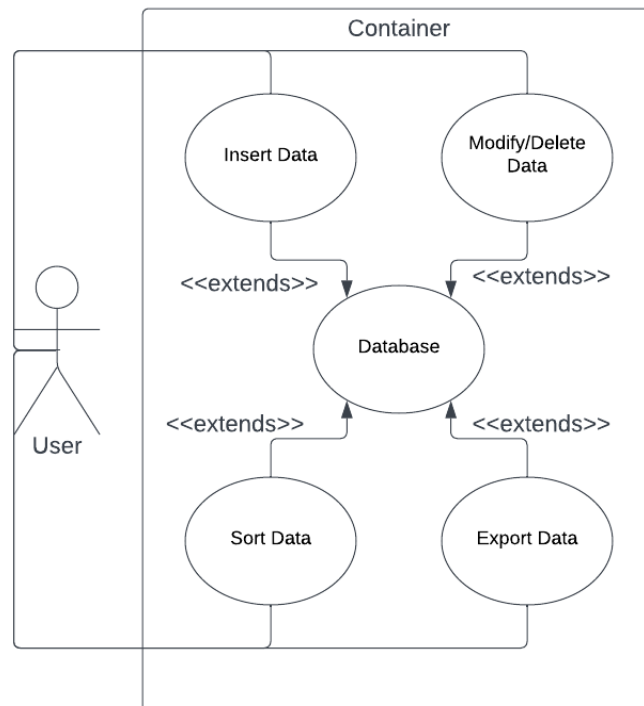 Container
Insert Data
Modify/Delete
Data
<<extends>>
<<extends>>
Database
<<extends>>
<<extends>>
User
Sort Data
Export Data